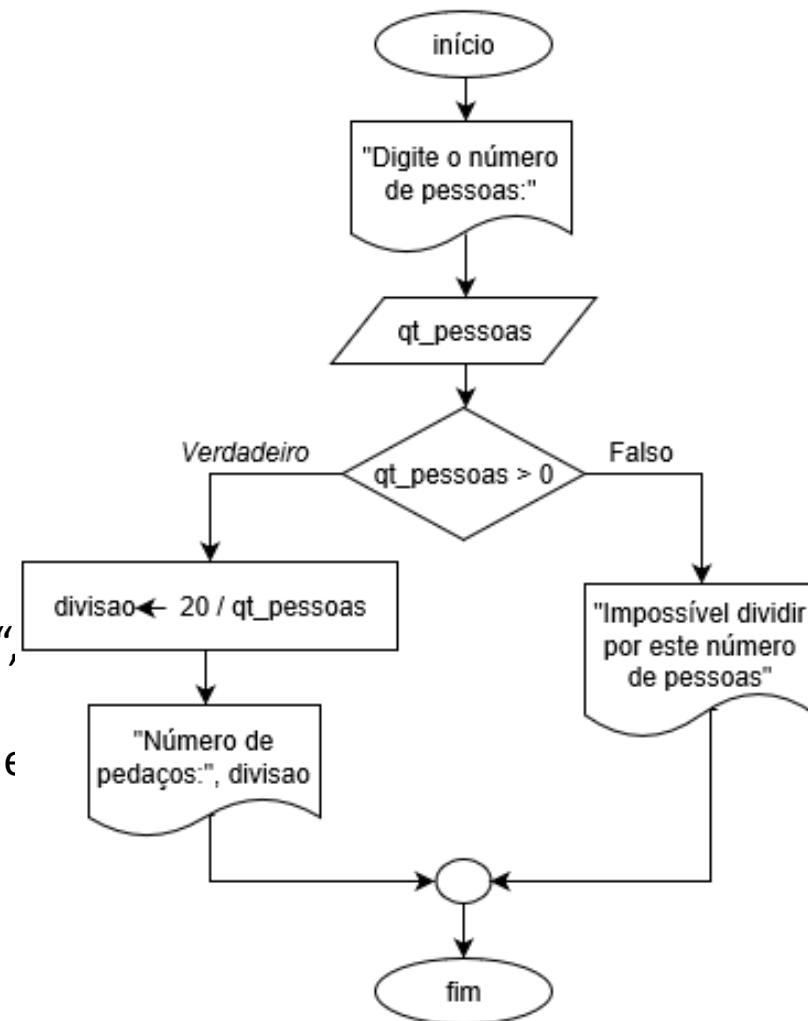 início
"Digite o número
de pessoas:"
qt_pessoas
Verdadeiro
qt_pessoas > 0
Falso
divisao← 20 / qt_pessoas
"Impossível dividir
por este número
de pessoas"
“,
"Número de
pedaços:", divisao
fim